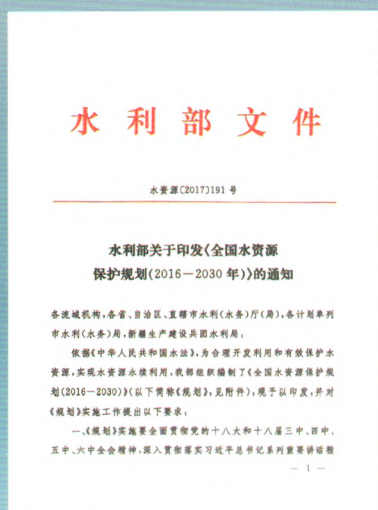 水利部文件
水资源〔2017〕191号
水利部关于印发《全国水资源
保护规划(2016—2030年)》的通知
各流域机构,各省、自治区、直辖市水利(水务)厅(局),各计划单列
市水利(水务)局,新疆生产建设兵团水利局:
依据《中华人民共和国水法》,为合理开发利用和有效保护水
资源,实现水资源永续利用,我部组织编制了《全国水资源保护规
划(2016—2030)》(以下简称《规划》,见附件),现予以印发,并对
《规划》实施工作提出以下要求:
一、《规划》实施要全面贯彻党的十八大和十八届三中、四中、
五中、六中全会精神,深入贯彻落实习近平总书记系列重要讲话精
— 1 —